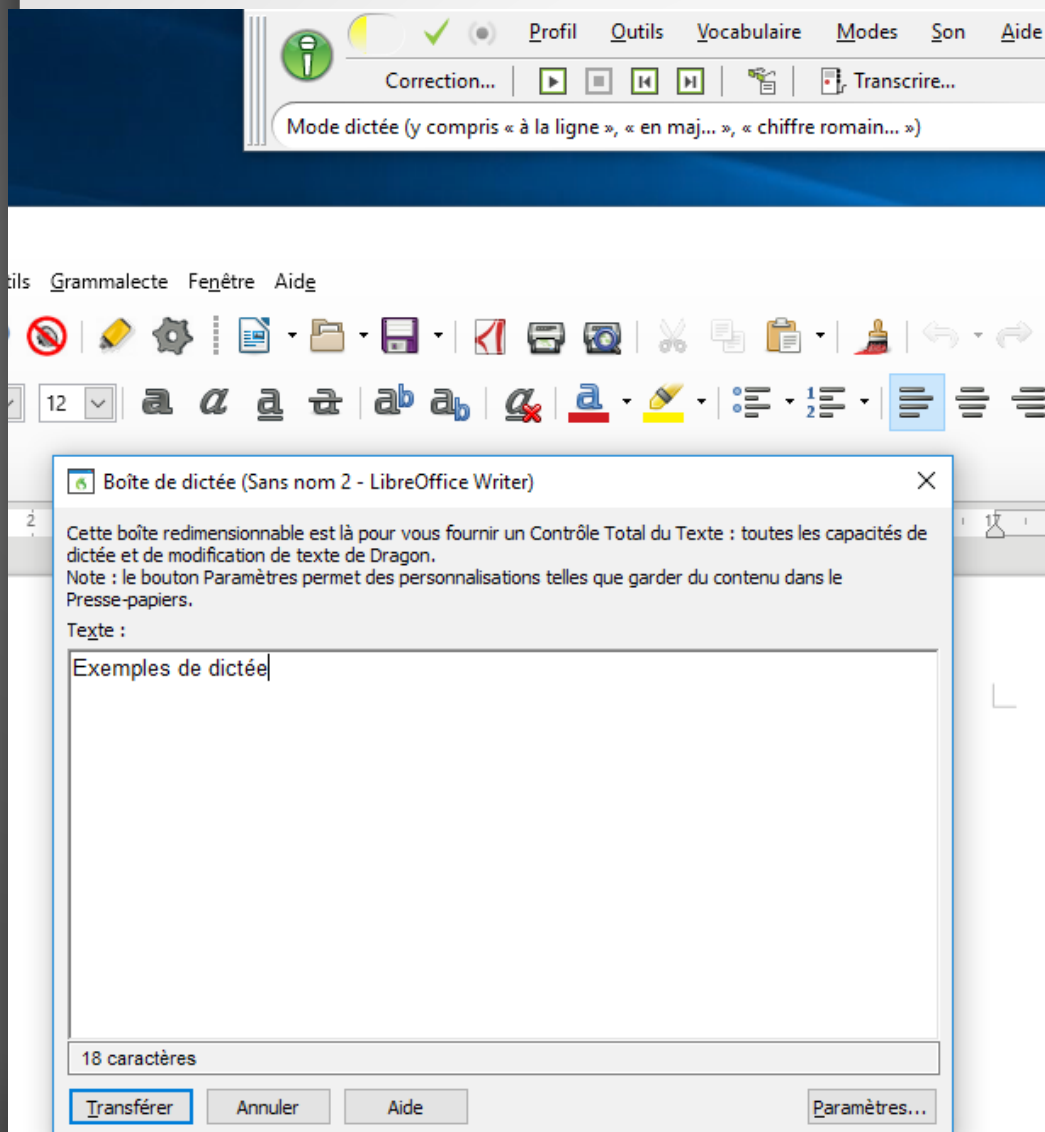 Profil Outils Vocabulaire Modes Son Aide
Correction... Transcrire...
Mode dictée (y compris « à la ligne », « en maj... », « chiffre romain... »)
tils Grammalecte Fenêtre Aide
12
Boîte de dictée (Sans nom 2 - LibreOffice Writer)
2
17
Cette boîte redimensionnable est là pour vous fournir un Contrôle Total du Texte : toutes les capacités de
dictée et de modification de texte de Dragon.
Note : le bouton Paramètres permet des personnalisations telles que garder du contenu dans le
Presse-papiers.
Texte :
Exemples de dictée
18 caractères
Transférer Annuler Aide Paramètres...